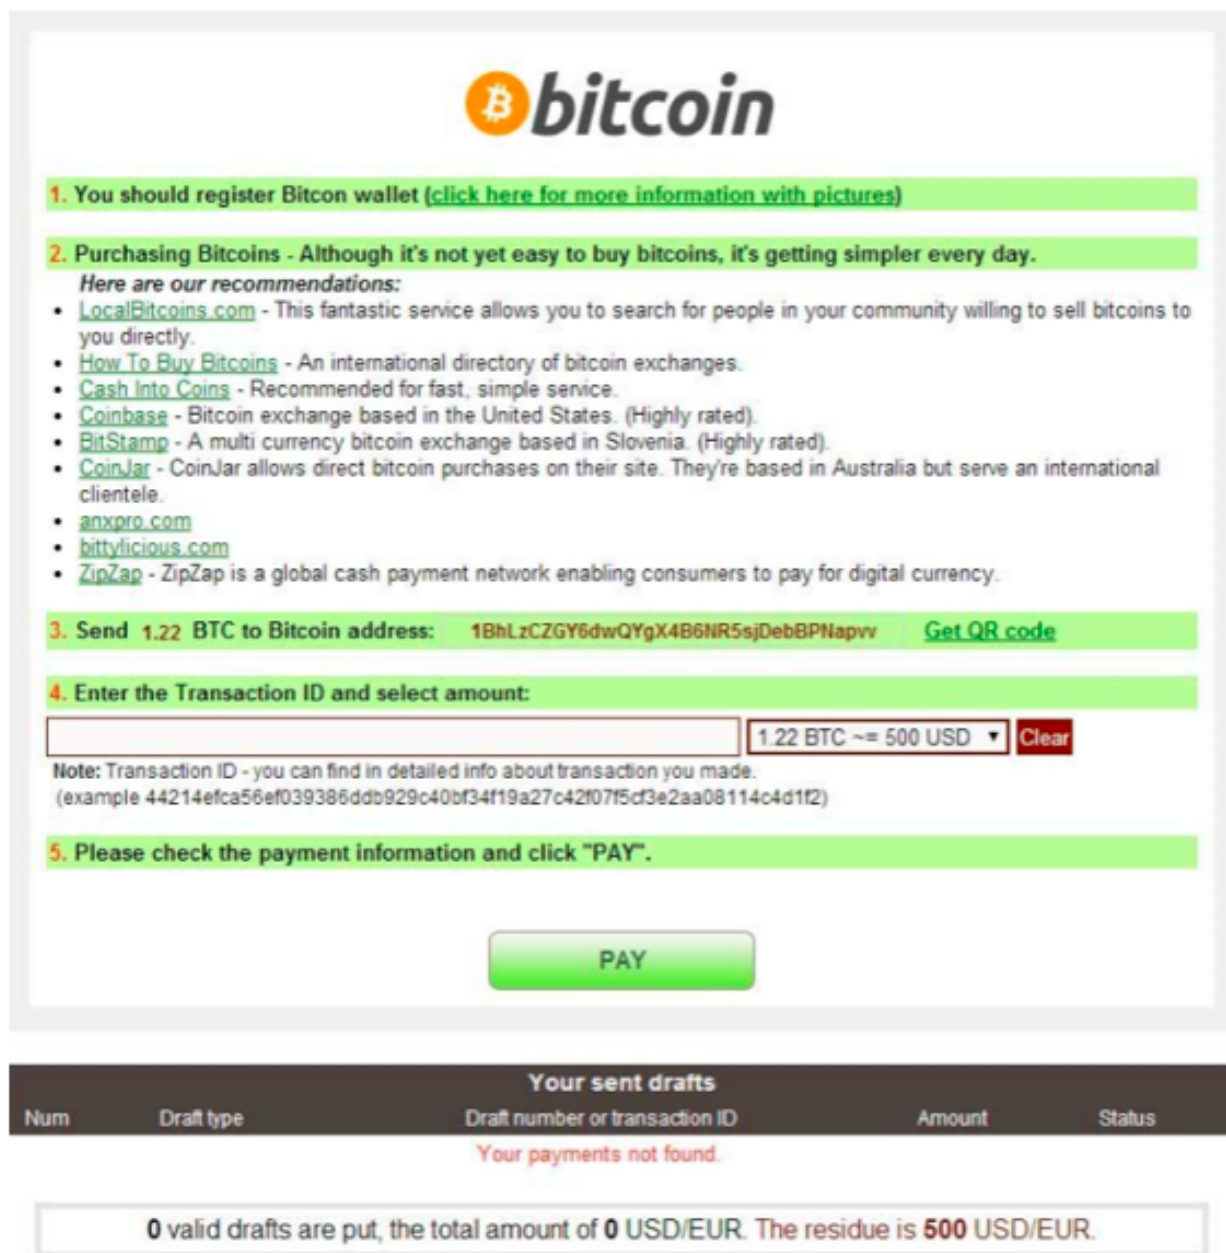 bitcoin
1. You should register Bitcon wallet (click here for more information with pictures)
2. Purchasing Bitcoins - Although it's not yet easy to buy bitcoins, it's getting simpler every day.
Here are our recommendations:
• LocalBitcoins.com - This fantastic service allows you to search for people in your community willing to sell bitcoins to
you directly.
• How To Buy Bitcoins - An international directory of bitcoin exchanges.
• Cash Into Coins - Recommended for fast, simple service.
• Coinbase - Bitcoin exchange based in the United States. (Highly rated).
• BitStamp - A multi currency bitcoin exchange based in Slovenia. (Highly rated).
• CoinJar - CoinJar allows direct bitcoin purchases on their site. They're based in Australia but serve an international
clientele.
• anxpro.com
• bittylicious.com
• ZipZap - ZipZap is a global cash payment network enabling consumers to pay for digital currency.
3. Send 1.22 BTC to Bitcoin address: 1BhLzCZGY6dwQYgX4B6NR5sjDebBPNapvv Get QR code
4. Enter the Transaction ID and select amount:
1.22 BTC ~= 500 USD ▼ Clear
Note: Transaction ID - you can find in detailed info about transaction you made.
(example 44214efca56ef039386ddb929c40bf34f19a27c42f07f5cf3e2aa08114c4d1f2)
5. Please check the payment information and click "PAY".
PAY
Your sent drafts
Num Draft type Draft number or transaction ID Amount Status
Your payments not found.
0 valid drafts are put, the total amount of 0 USD/EUR. The residue is 500 USD/EUR.